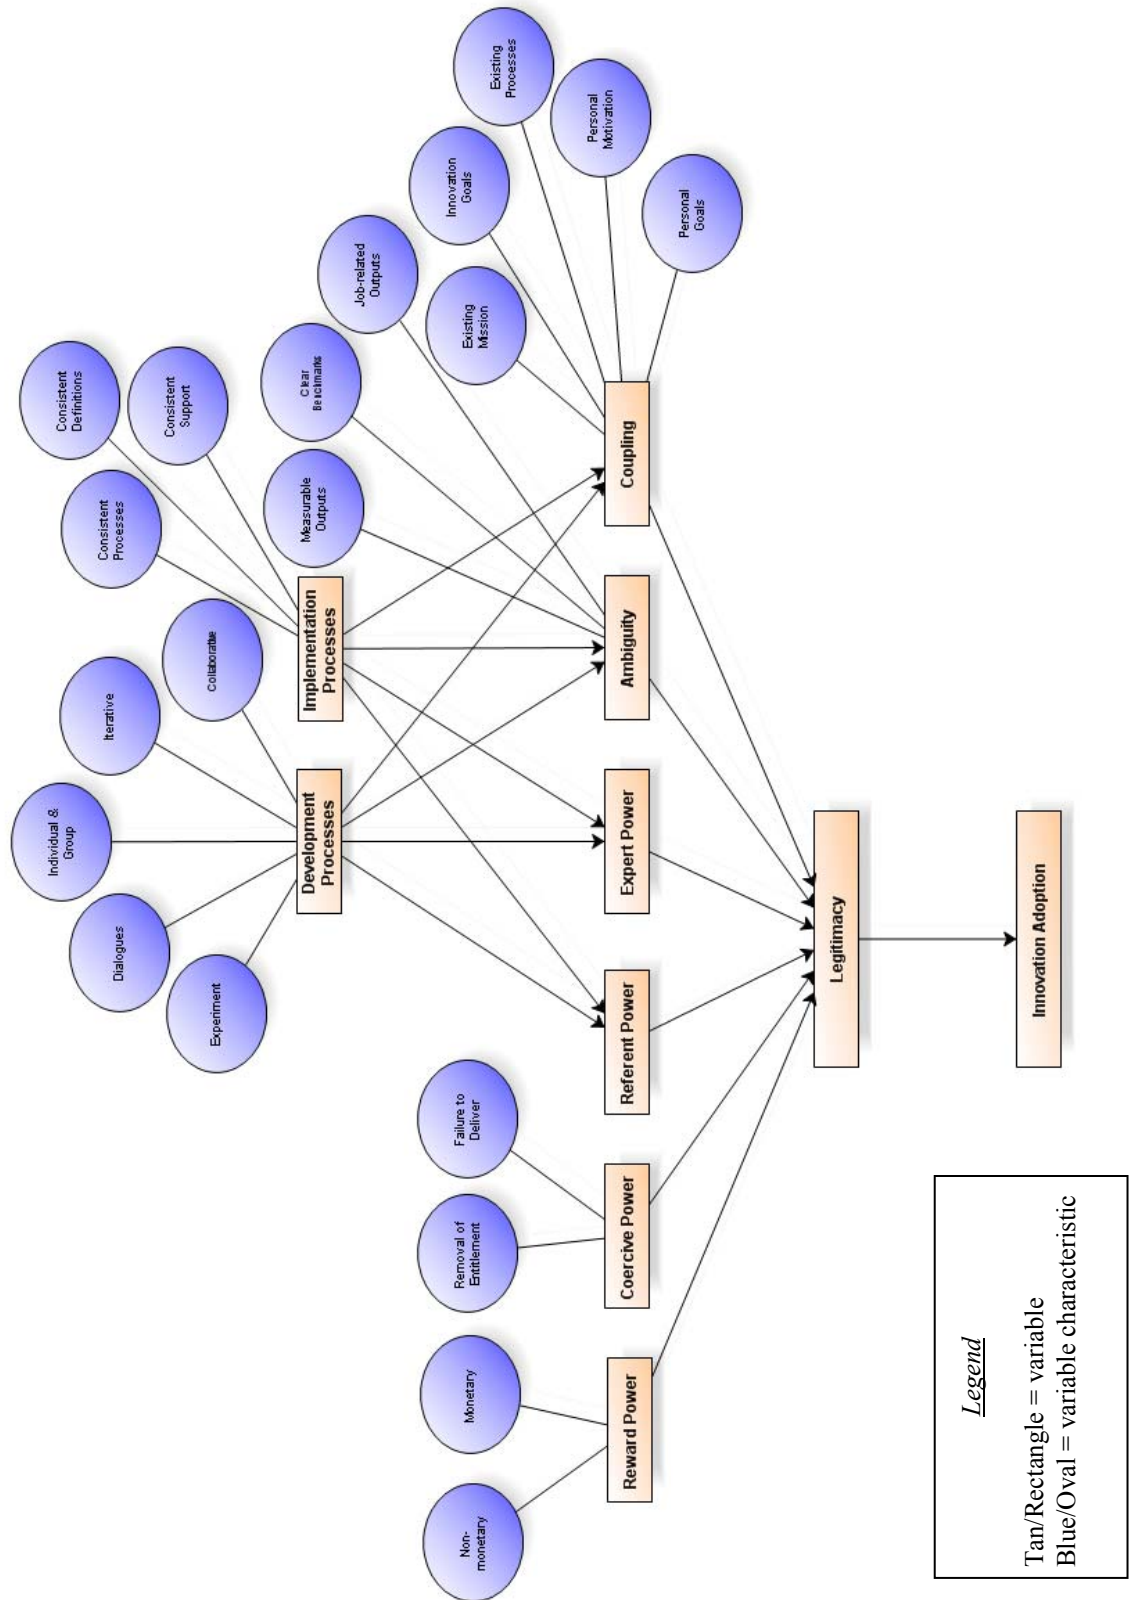 Individual &
Group
Dialogues
Iterative
Experiment
Collaborative
Consistent
Processes
Consistent
Definitions
Consistent
Support
Development
Processes
Implementation
Processes
Measurable
Outputs
Clear
Benchmarks
Job-related
Outputs
Non-
monetary
Monetary
Removal of
Entitlement
Failure to
Deliver
Existing
Mission
Innovation
Goals
Existing
Processes
Personal
Motivation
Personal
Goals
Reward Power
Coercive Power
Referent Power
Expert Power
Ambiguity
Coupling
Legitimacy
Innovation Adoption
Legend
Tan/Rectangle = variable
Blue/Oval = variable characteristic